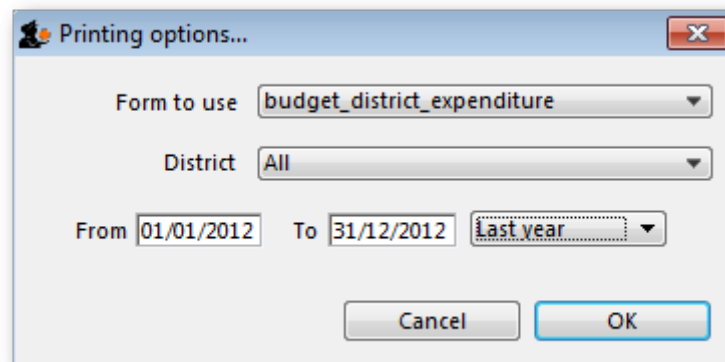 Printing options...
Form to use budget_district_expenditure
District All
From 01/01/2012 To 31/12/2012 Last year
Cancel OK